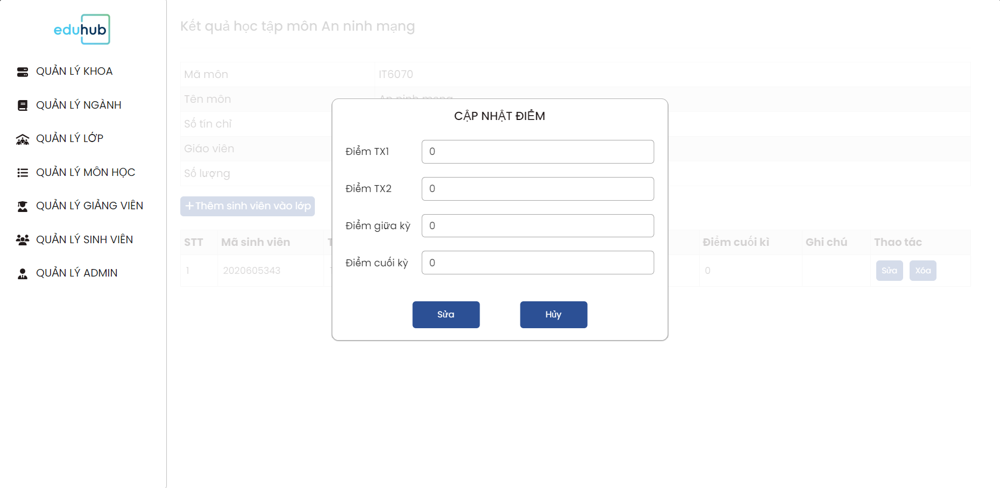 eduhub
QUẢN LÝ KHOA
QUẢN LÝ NGÀNH
QUẢN LÝ LỚP
QUẢN LÝ MÔN HỌC
QUẢN LÝ GIẢNG VIÊN
QUẢN LÝ SINH VIÊN
QUẢN LÝ ADMIN
Kết quả học tập môn An ninh mạng
Mã môn IT6070
Tên môn An ninh mạng
Số tín chỉ
Giáo viên
Số lượng
+Thêm sinh viên vào lớp
STT Mã sinh viên Điểm cuối kì Ghi chú Thao tác
1 2020605343 0 Sửa Xóa
CẬP NHẬT ĐIỂM
Điểm TX1 0
Điểm TX2 0
Điểm giữa kỳ 0
Điểm cuối kỳ 0
Sửa Hủy